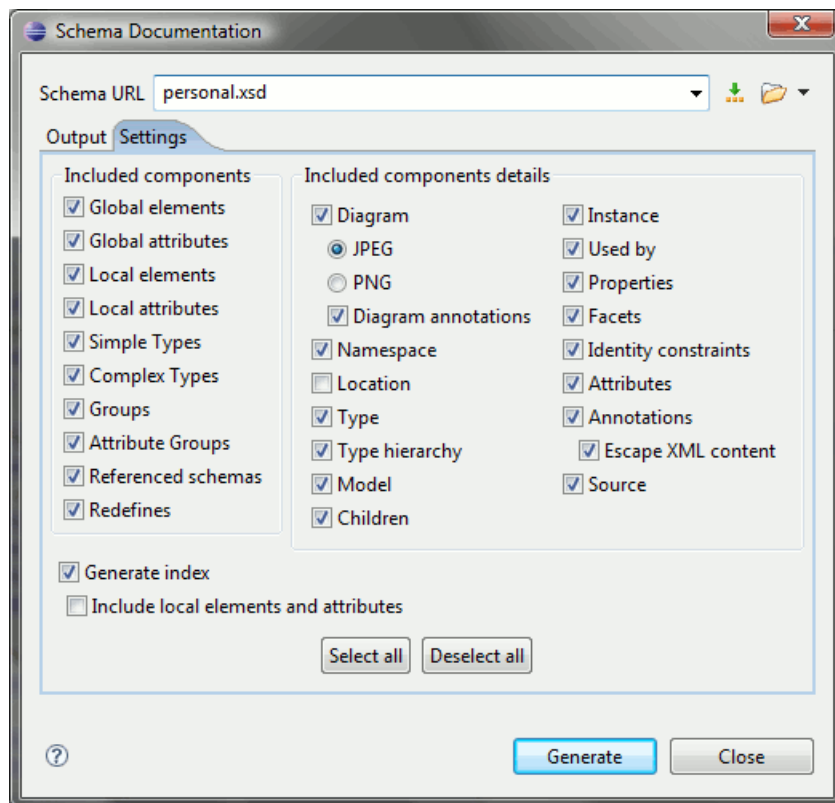 Schema Documentation
Schema URL personal.xsd
Output Settings
Included components
Global elements
Global attributes
Local elements
Local attributes
Simple Types
Complex Types
Groups
Attribute Groups
Referenced schemas
Redefines
Included components details
Diagram
JPEG
PNG
Diagram annotations
Namespace
Location
Type
Type hierarchy
Model
Children
Instance
Used by
Properties
Facets
Identity constraints
Attributes
Annotations
Escape XML content
Source
Generate index
Include local elements and attributes
Select all Deselect all
? Generate Close